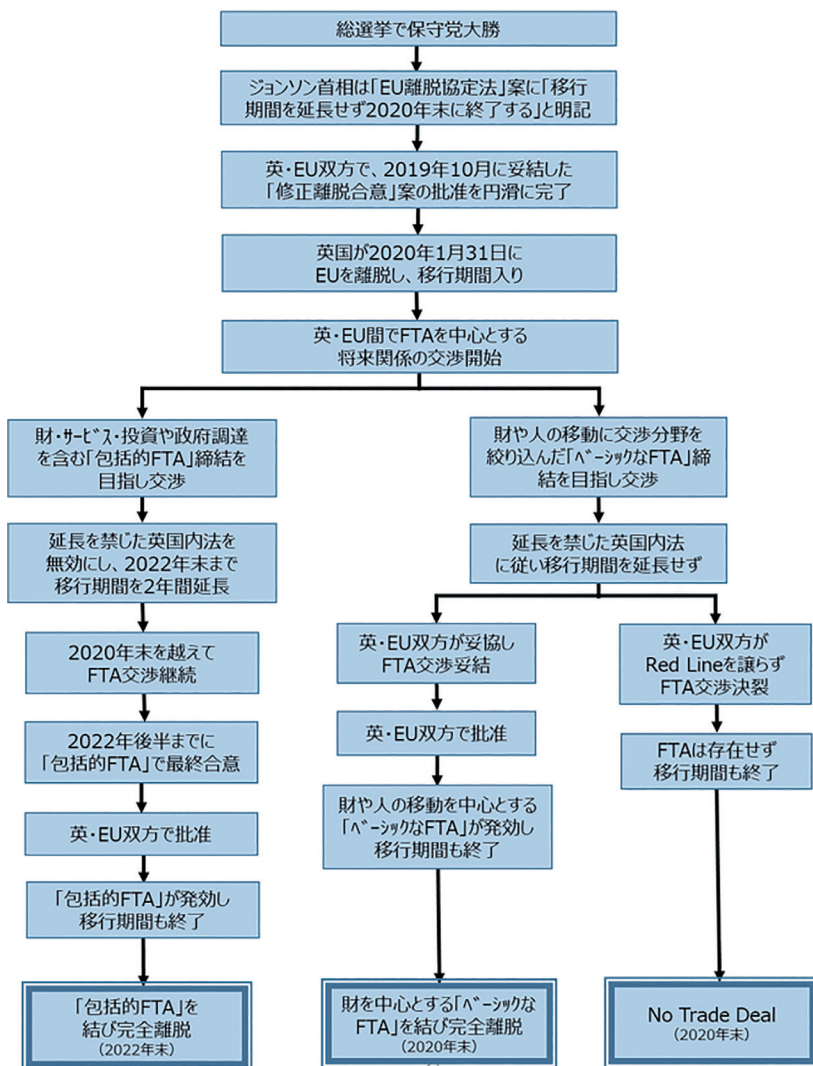 総選挙で保守党大勝
ジョンソン首相は「EU離脱協定法」案に「移行
期間を延長せず2020年末に終了する」と明記
英・EU双方で、2019年10月に妥結した
「修正離脱合意」案の批准を円滑に完了
英国が2020年1月31日に
EUを離脱し、移行期間入り
英・EU間でFTAを中心とする
将来関係の交渉開始
財・ｻｰﾋﾞｽ・投資や政府調達
を含む「包括的FTA」締結を
目指し交渉
延長を禁じた英国内法を
無効にし、2022年末まで
移行期間を2年間延長
2020年末を越えて
FTA交渉継続
2022年後半までに
「包括的FTA」で最終合意
英・EU双方で批准
「包括的FTA」が発効し
移行期間も終了
「包括的FTA」を
結び完全離脱
(2022年末)
財や人の移動に交渉分野を
絞り込んだ「ﾍﾞｰｼｯｸなFTA」締
結を目指し交渉
延長を禁じた英国内法
に従い移行期間を延長せず
英・EU双方が妥協し
FTA交渉妥結
英・EU双方で批准
財や人の移動を中心とする
「ﾍﾞｰｼｯｸなFTA」が発効し
移行期間も終了
財を中心とする「ﾍﾞｰｼｯｸな
FTA」を結び完全離脱
(2020年末)
英・EU双方が
Red Lineを譲らず
FTA交渉決裂
FTAは存在せず
移行期間も終了
No Trade Deal
(2020年末)